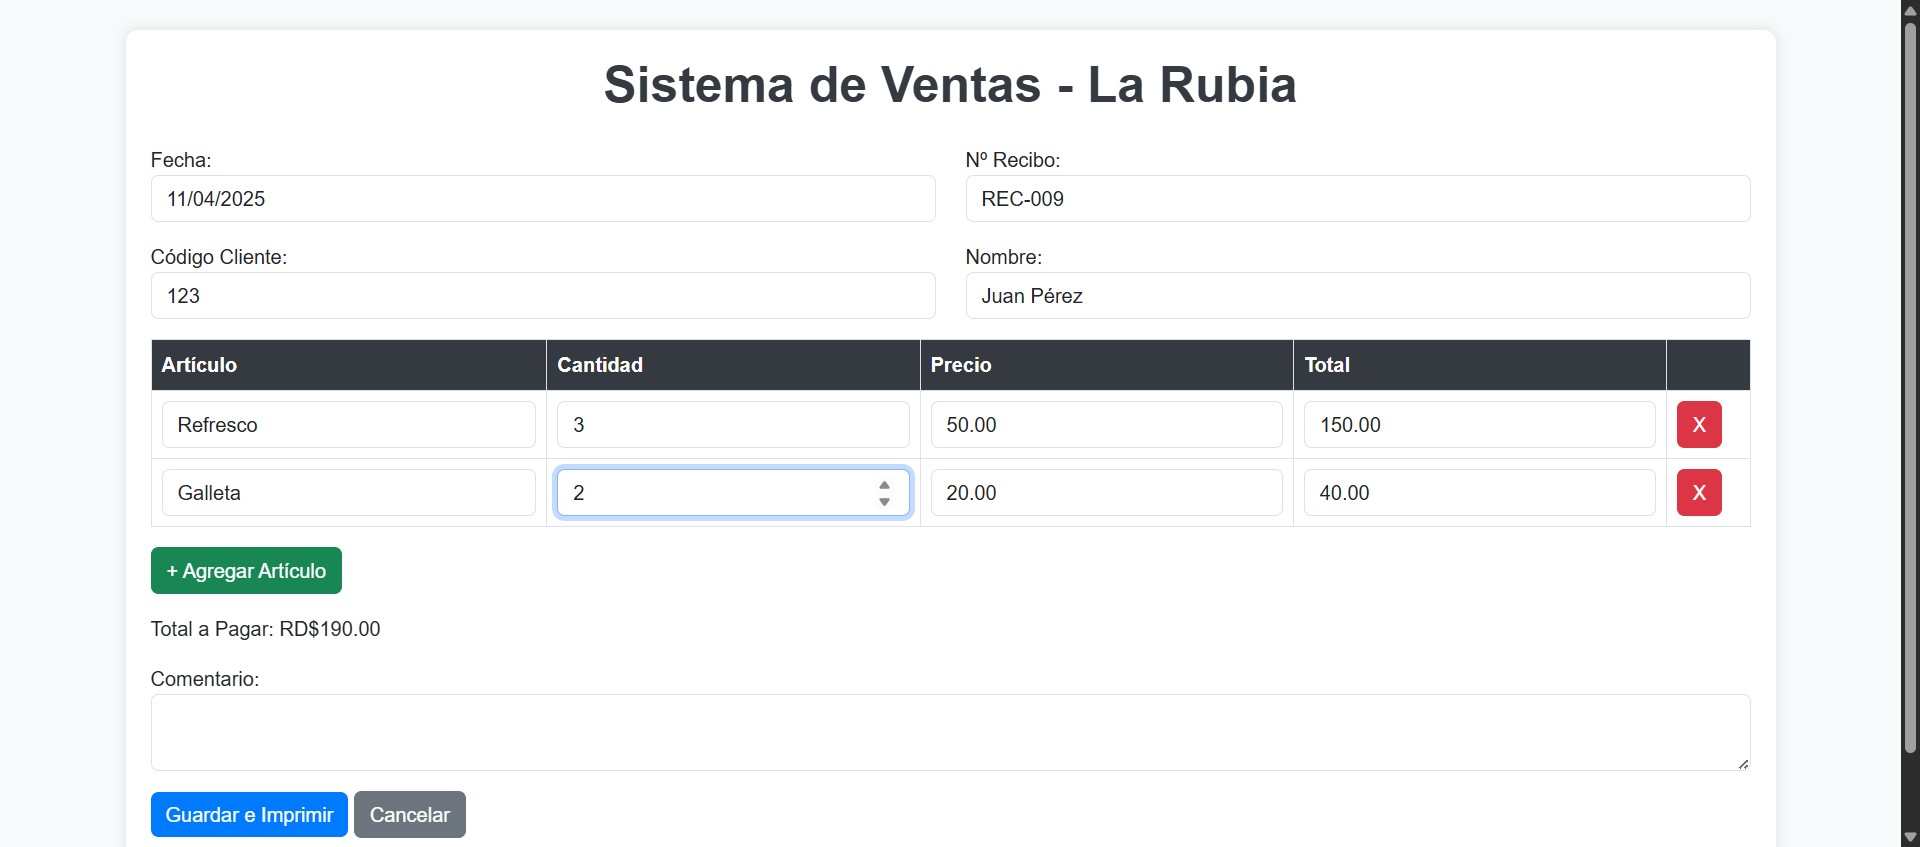 Sistema de Ventas - La Rubia
Fecha: Nº Recibo:
11/04/2025 REC-009
Código Cliente: Nombre:
123 Juan Pérez
Artículo Cantidad Precio Total
Refresco 3 50.00 150.00 X
Galleta 2 20.00 40.00 X
+ Agregar Artículo
Total a Pagar: RD$190.00
Comentario:
Guardar e Imprimir Cancelar